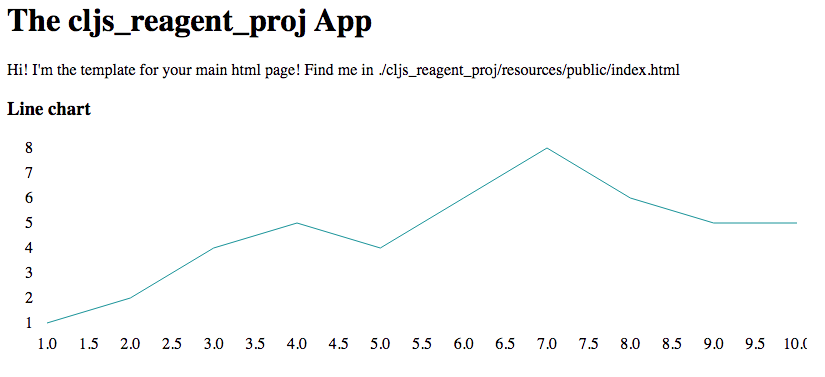 The cljs_reagent_proj App
Hi! I'm the template for your main html page! Find me in ./cljs_reagent_proj/resources/public/index.html
Line chart
8
7
6
5
4
3
2
1
1.0 1.5 2.0 2.5 3.0 3.5 4.0 4.5 5.0 5.5 6.0 6.5 7.0 7.5 8.0 8.5 9.0 9.5 10.0